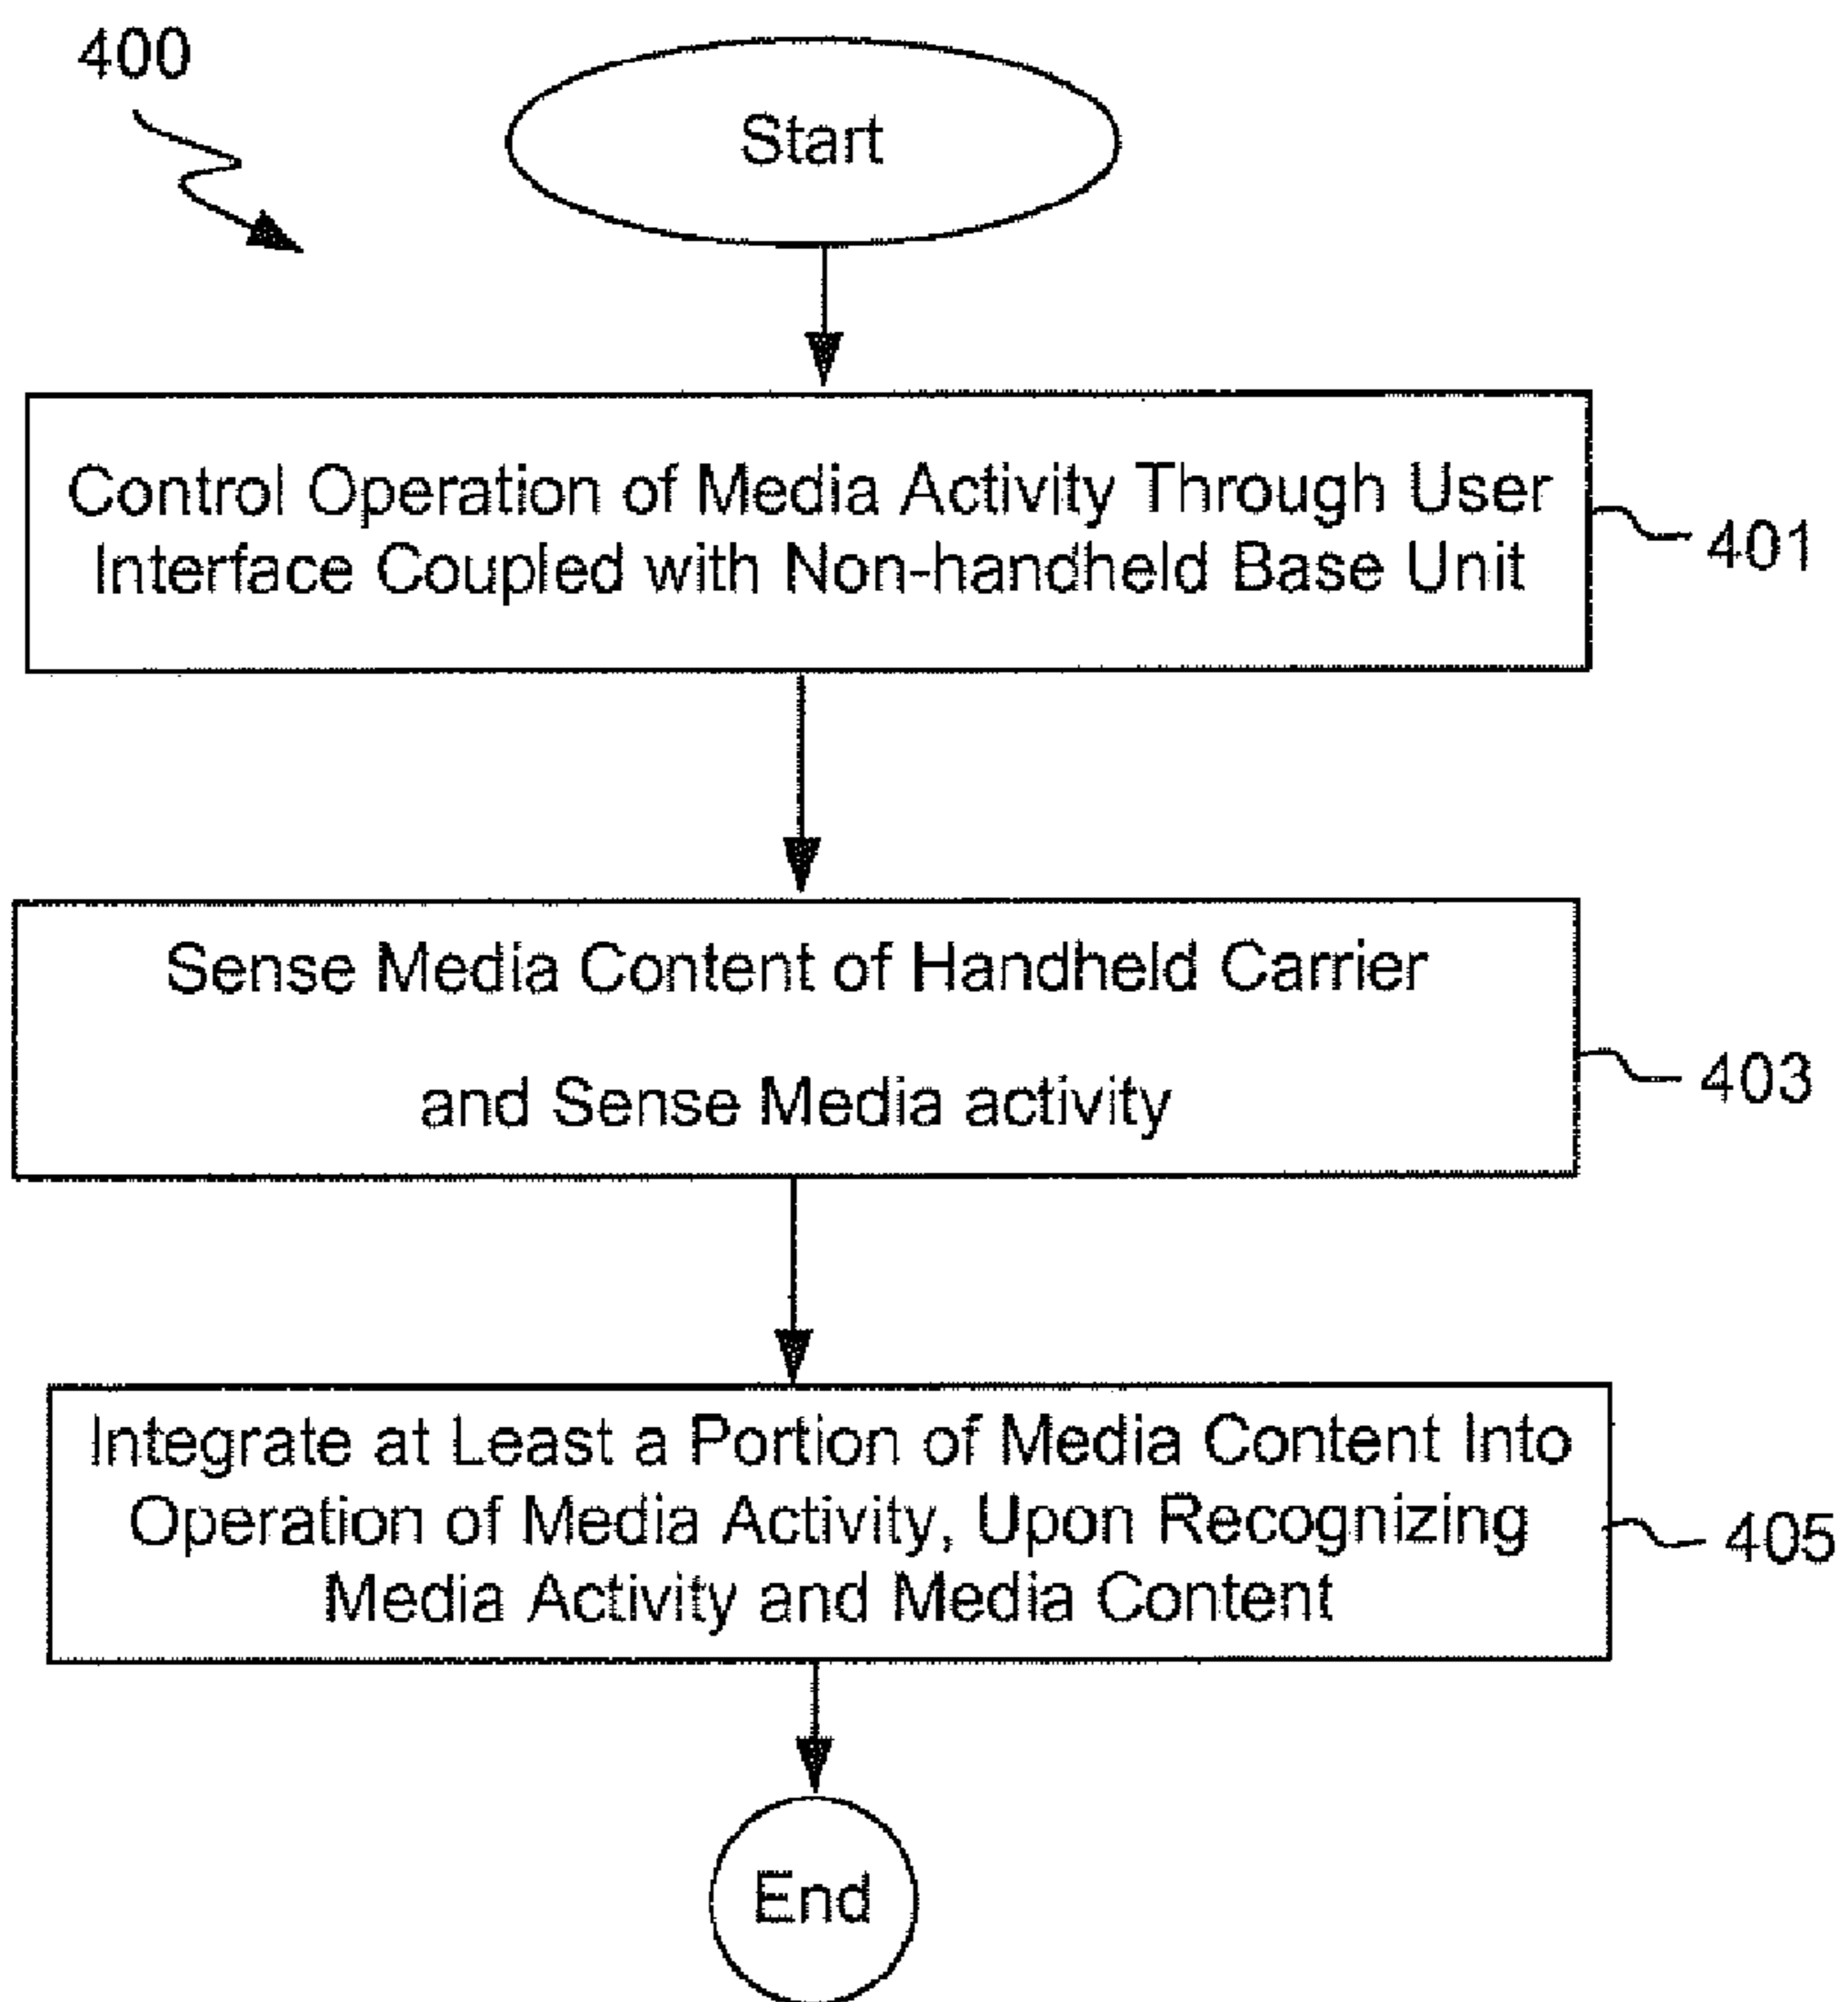 400
Start
Control Operation of Media Activity Through User
Interface Coupled with Non-handheld Base Unit
401
Sense Media Content of Handheld Carrier
and Sense Media activity
403
Integrate at Least a Portion of Media Content Into
Operation of Media Activity, Upon Recognizing
Media Activity and Media Content
405
End